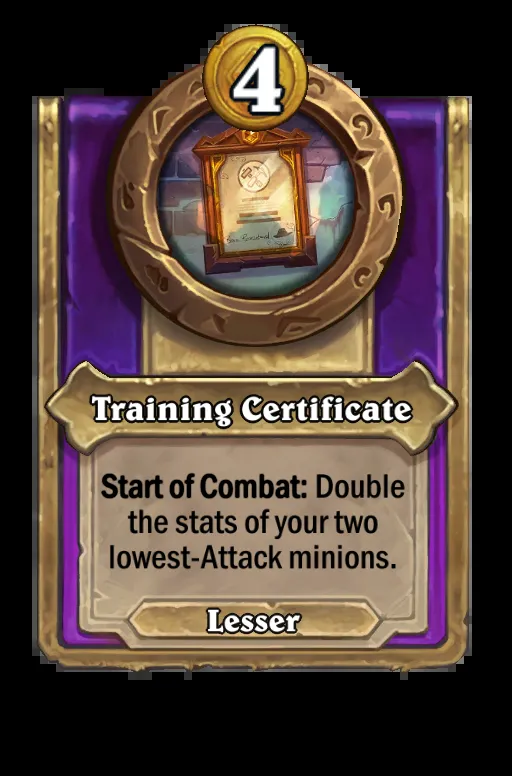 4
Training Certificate
Start of Combat: Double
the stats of your two
lowest-Attack minions.
Lesser